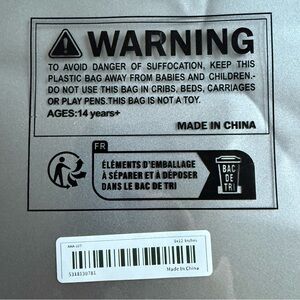 WARNING
TO AVOID DANGER OF SUFFOCATION, KEEP THIS
PLASTIC BAG AWAY FROM BABIES AND CHILDREN.-
DO NOT USE THIS BAG IN CRIBS, BEDS, CARRIAGES
OR PLAY PENS.THIS BAG IS NOT A TOY.
AGES:14 years+
MADE IN CHINA
FR
ÉLÉMENTS D'EMBALLAGE
À SÉPARER ET À DÉPOSER
DANS LE BAC DE TRI
BAC
DE
TRI
9x12 Inches
Made In China